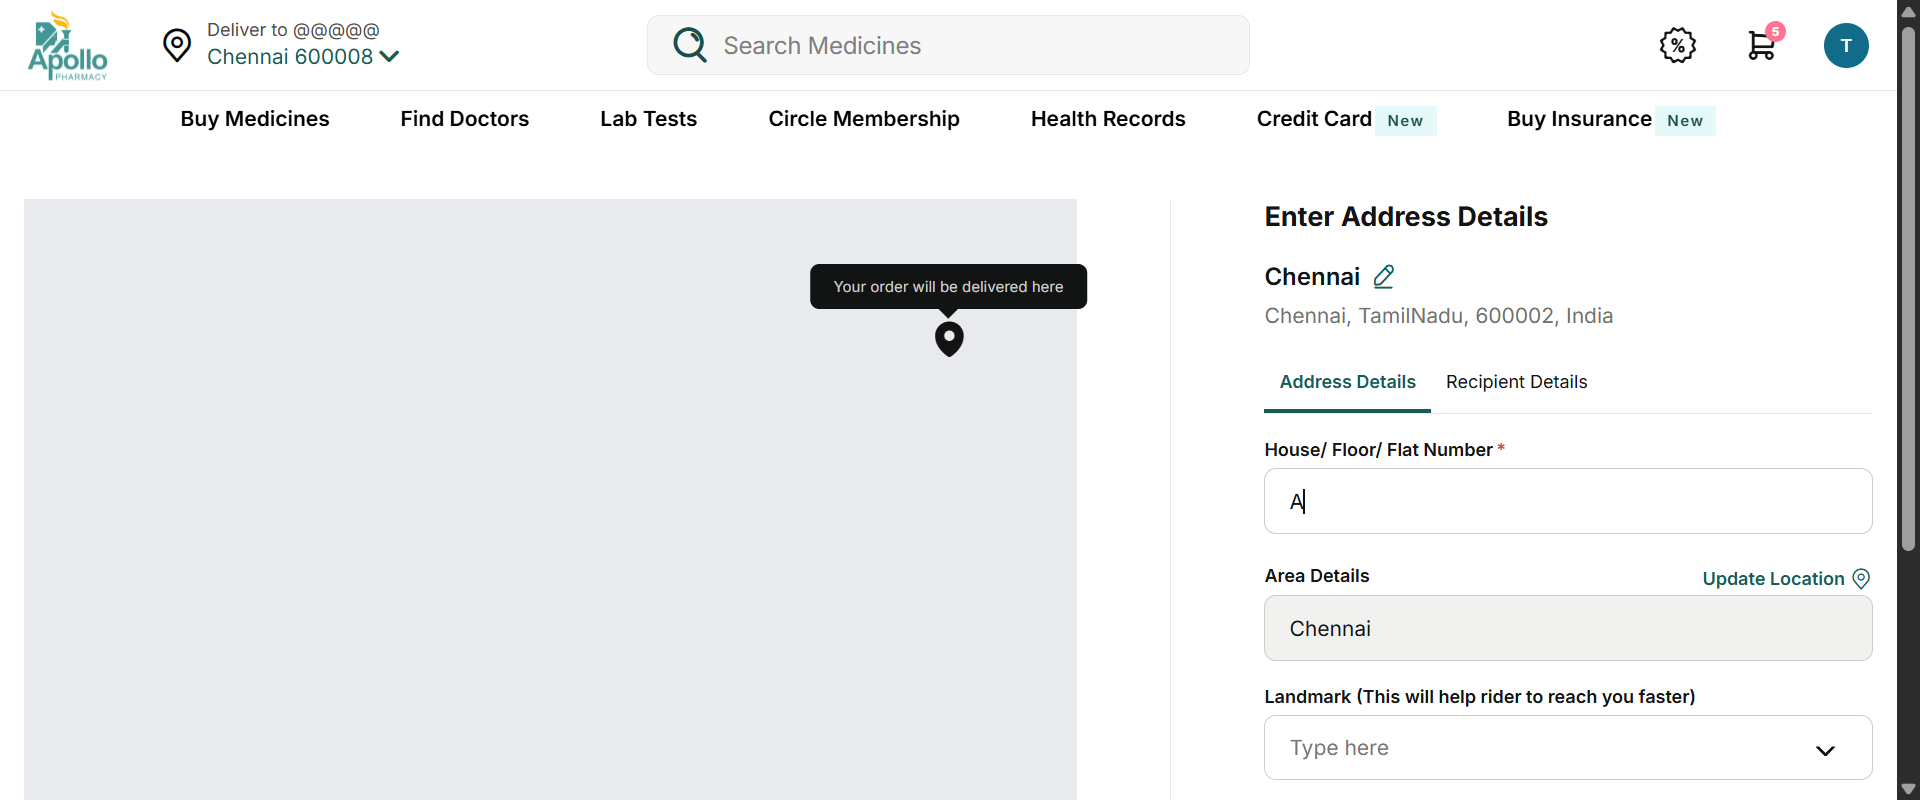 Apollo
PHARMACY
Deliver to @@@@@
Chennai 600008
Search Medicines
%
5
T
Buy Medicines
Find Doctors
Lab Tests
Circle Membership
Health Records
Credit Card New
Buy Insurance New
Your order will be delivered here
Enter Address Details
Chennai
Chennai, TamilNadu, 600002, India
Address Details
Recipient Details
House/ Floor/ Flat Number *
A
Area Details
Update Location
Chennai
Landmark (This will help rider to reach you faster)
Type here